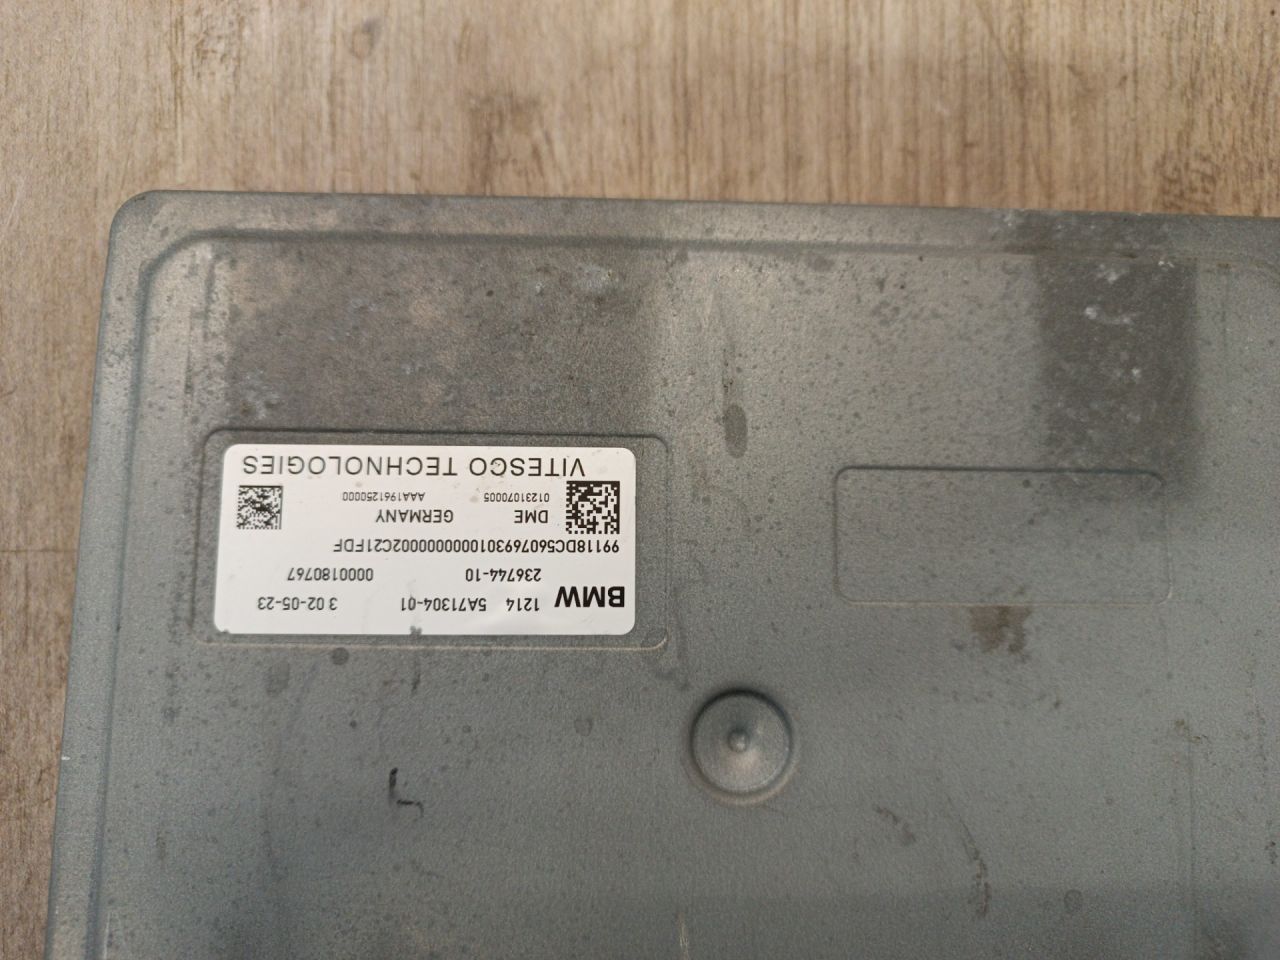 BMW 1214 5A71304-01 3 02-05-23
236744-10 0000180767
99118DC5607693010000000002C21FDF
DME GERMANY
01231070005 AAA1961250000
VITESCO TECHNOLOGIES